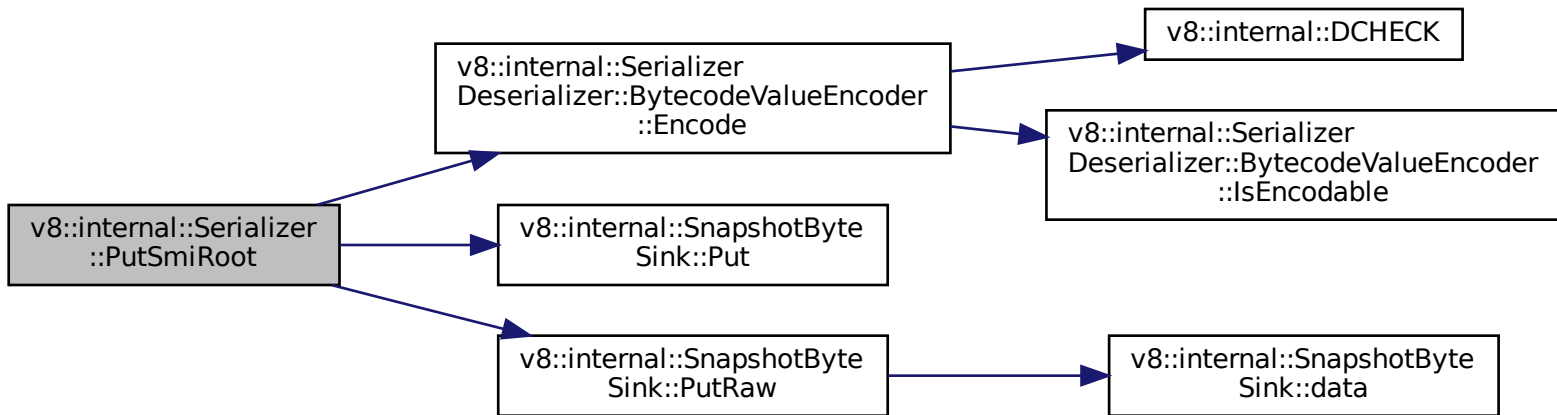 v8::internal::Serializer
::PutSmiRoot
v8::internal::Serializer
Deserializer::BytecodeValueEncoder
::Encode
v8::internal::DCHECK
v8::internal::Serializer
Deserializer::BytecodeValueEncoder
::IsEncodable
v8::internal::SnapshotByte
Sink::Put
v8::internal::SnapshotByte
Sink::PutRaw
v8::internal::SnapshotByte
Sink::data